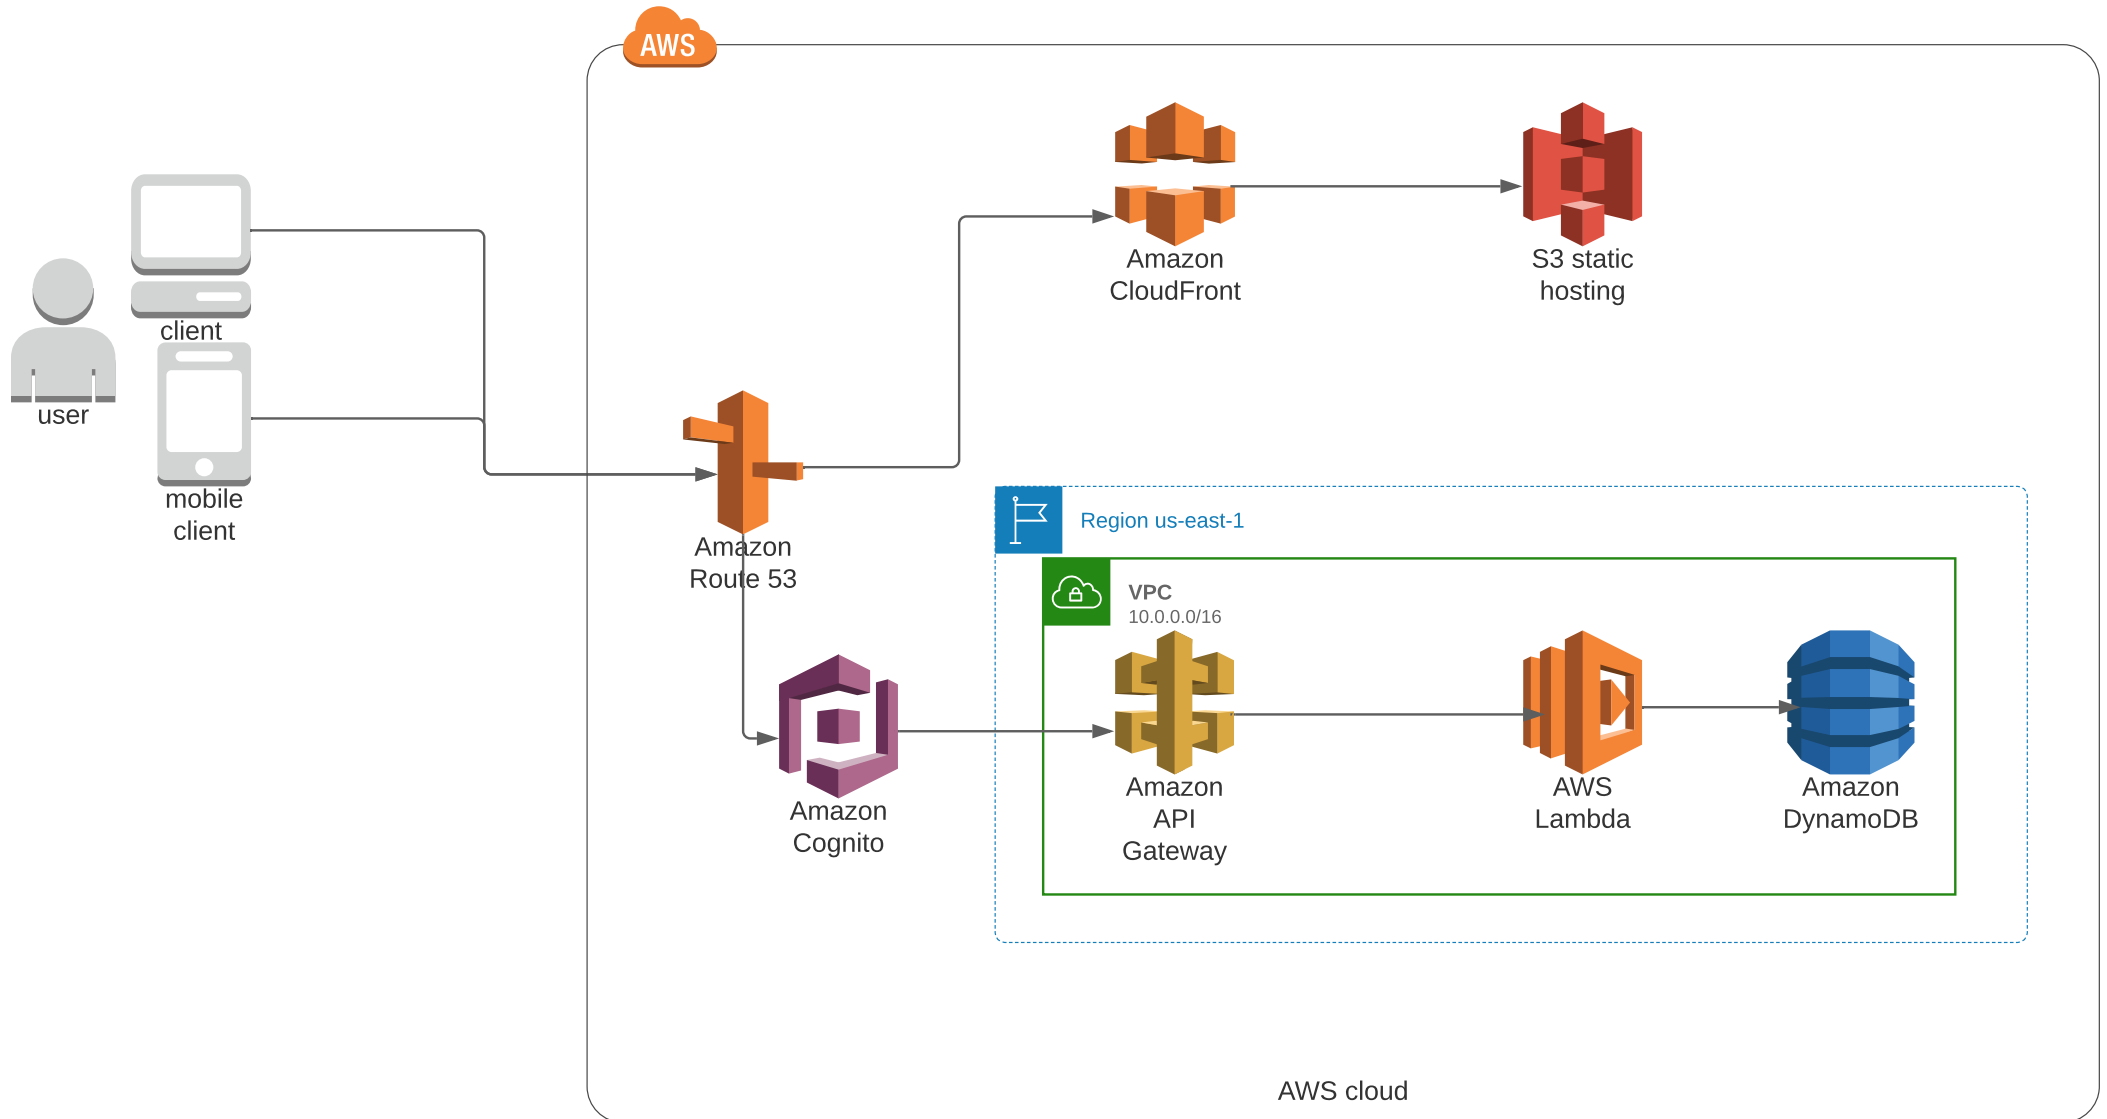 AWS
client
user
mobile
client
Amazon
CloudFront
S3 static
hosting
Amazon
Route 53
Region us-east-1
VPC
10.0.0.0/16
Amazon
Cognito
Amazon
API
Gateway
AWS
Lambda
Amazon
DynamoDB
AWS cloud